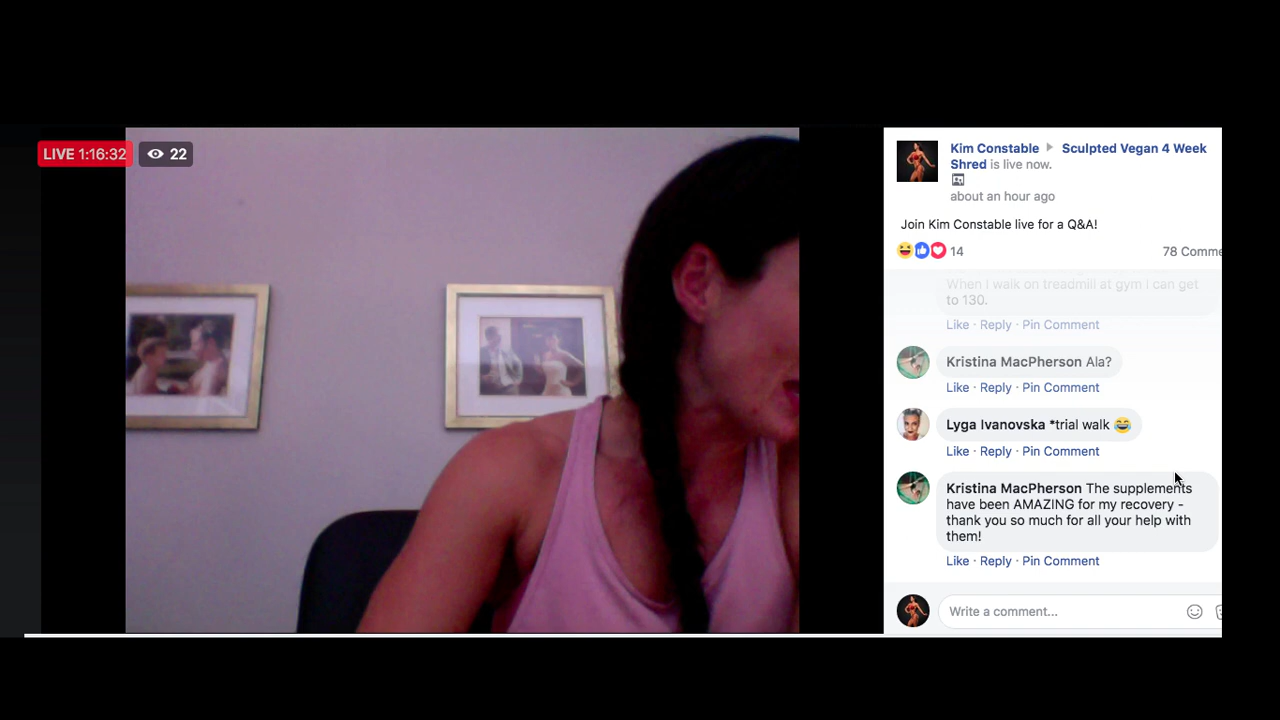 LIVE 1:16:32
22
Kim Constable ▸ Sculpted Vegan 4 Week
Shred is live now.
about an hour ago
Join Kim Constable live for a Q&A!
14
78 Comme
When I walk on treadmill at gym I can get
to 130.
Like · Reply · Pin Comment
Kristina MacPherson Ala?
Like · Reply · Pin Comment
Lyga Ivanovska *trial walk 😂
Like · Reply · Pin Comment
Kristina MacPherson The supplements
have been AMAZING for my recovery -
thank you so much for all your help with
them!
Like · Reply · Pin Comment
Write a comment...